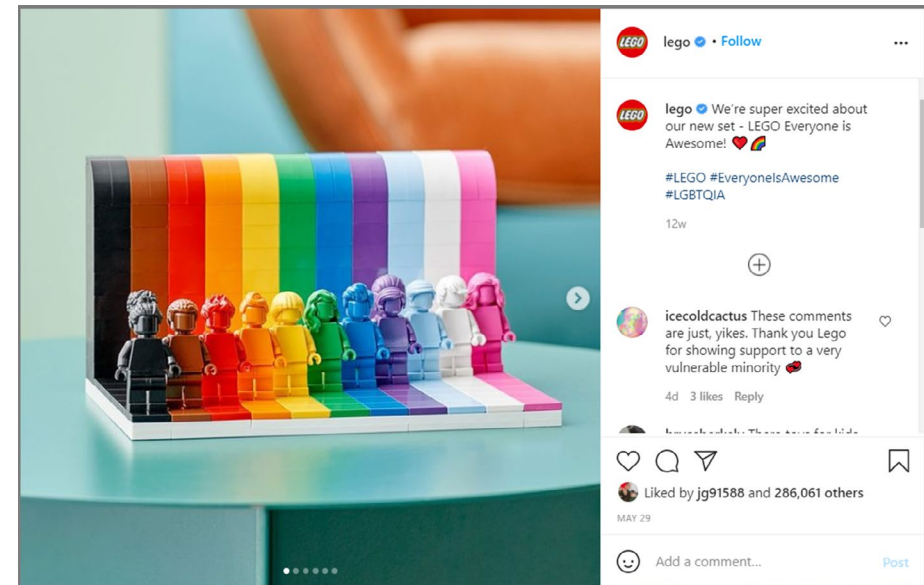 LEGO
lego • Follow
LEGO
lego We're super excited about
our new set - LEGO Everyone is
Awesome! ❤️🌈
#LEGO #EveryoneIsAwesome
#LGBTQIA
12w
icecoldcactus These comments
are just, yikes. Thank you Lego
for showing support to a very
vulnerable minority 💋
4d 3 likes Reply
Liked by jg91588 and 286,061 others
MAY 29
Add a comment...
Post